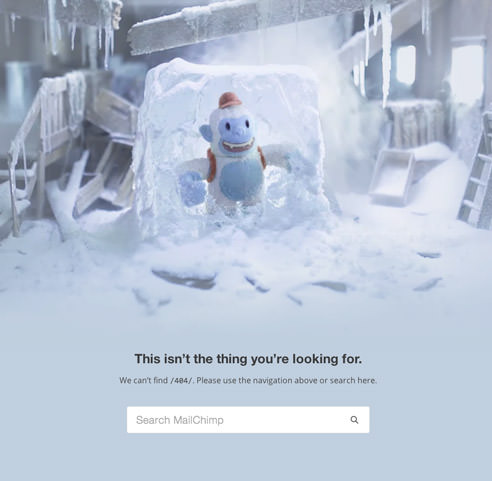 This isn’t the thing you’re looking for.
We can’t find /404/. Please use the navigation above or search here.
Search MailChimp